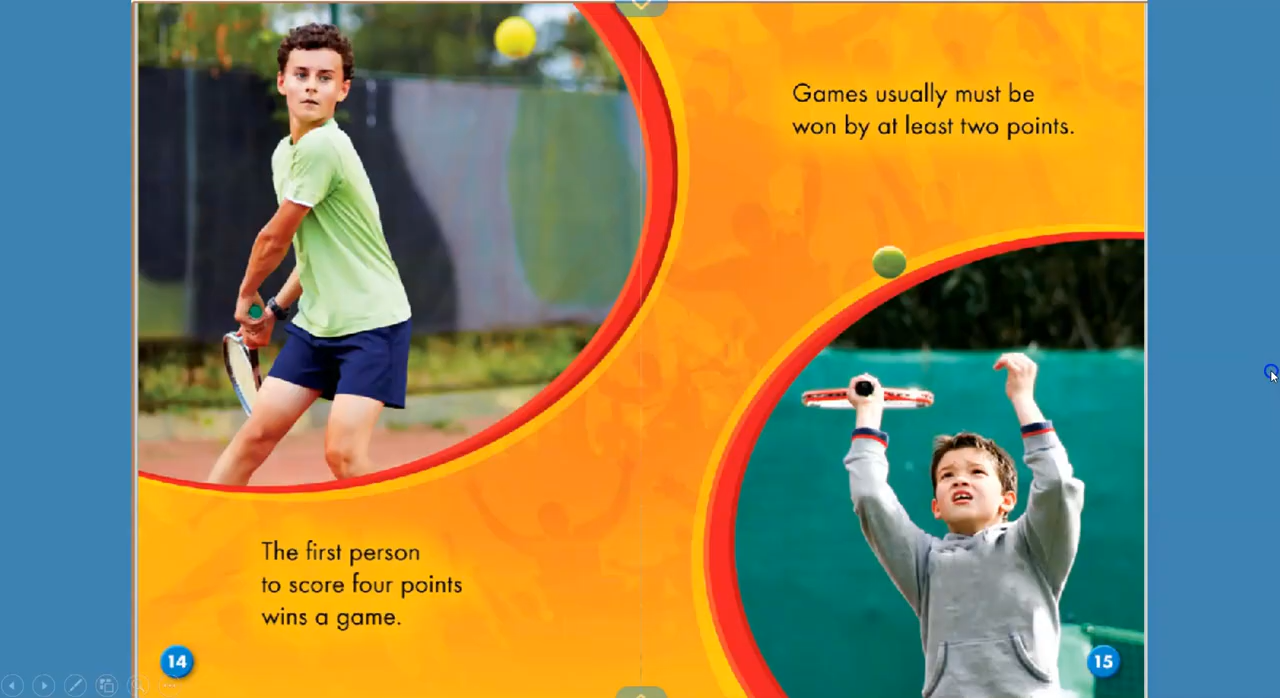 The first person
to score four points
wins a game.
14
Games usually must be
won by at least two points.
15